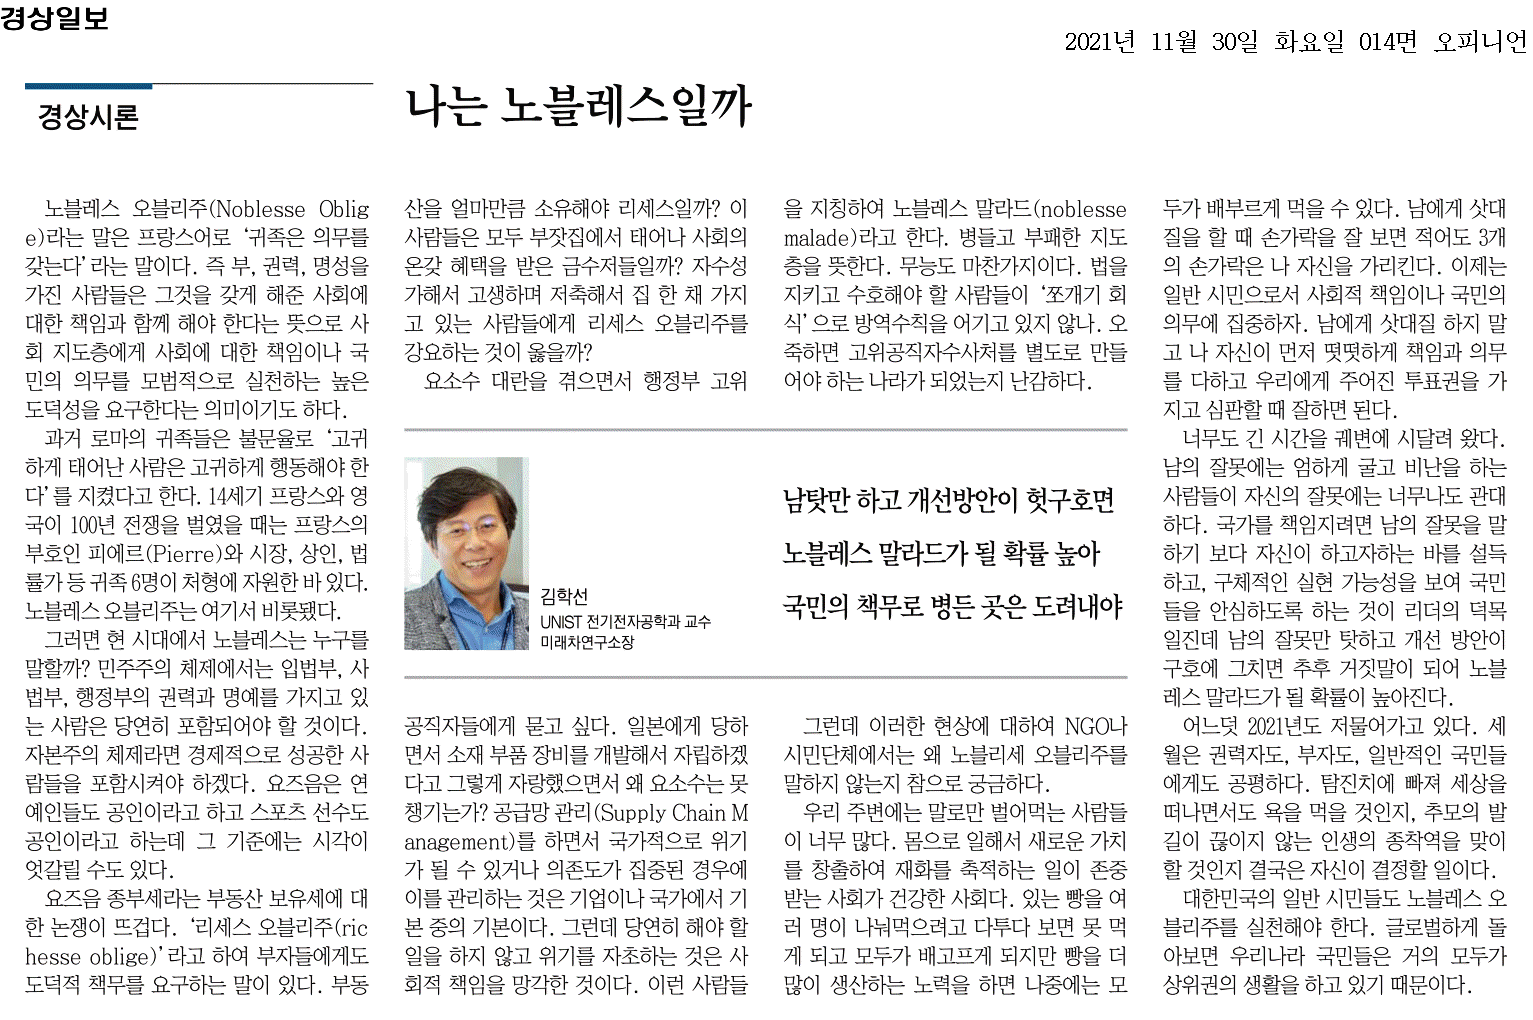 경상일보
2021년 11월 30일 화요일 014면 오피니언
경상시론
나는 노블레스일까
노블레스 오블리주(Noblesse Oblig
e)라는 말은 프랑스어로 ‘귀족은 의무를
갖는다’라는 말이다. 즉 부, 권력, 명성을
가진 사람들은 그것을 갖게 해준 사회에
대한 책임과 함께 해야 한다는 뜻으로 사
회 지도층에게 사회에 대한 책임이나 국
민의 의무를 모범적으로 실천하는 높은
도덕성을 요구한다는 의미이기도 하다.
과거 로마의 귀족들은 불문율로 ‘고귀
하게 태어난 사람은 고귀하게 행동해야 한
다’를 지켰다고 한다. 14세기 프랑스와 영
국이 100년 전쟁을 벌였을 때는 프랑스의
부호인 피에르(Pierre)와 시장, 상인, 법
률가 등 귀족 6명이 처형에 자원한 바 있다.
노블레스 오블리주는 여기서 비롯됐다.
그러면 현 시대에서 노블레스는 누구를
말할까? 민주주의 체제에서는 입법부, 사
법부, 행정부의 권력과 명예를 가지고 있
는 사람은 당연히 포함되어야 할 것이다.
자본주의 체제라면 경제적으로 성공한 사
람들을 포함시켜야 하겠다. 요즈음은 연
예인들도 공인이라고 하고 스포츠 선수도
공인이라고 하는데 그 기준에는 시각이
엇갈릴 수도 있다.
요즈음 종부세라는 부동산 보유세에 대
한 논쟁이 뜨겁다. ‘리세스 오블리주(ric
hesse oblige)’라고 하여 부자들에게도
도덕적 책무를 요구하는 말이 있다. 부동
산을 얼마만큼 소유해야 리세스일까? 이
사람들은 모두 부잣집에서 태어나 사회의
온갖 혜택을 받은 금수저들일까? 자수성
가해서 고생하며 저축해서 집 한 채 가지
고 있는 사람들에게 리세스 오블리주를
강요하는 것이 옳을까?
요소수 대란을 겪으면서 행정부 고위
김학선
UNIST 전기전자공학과 교수
미래차연구소장
공직자들에게 묻고 싶다. 일본에게 당하
면서 소재 부품 장비를 개발해서 자립하겠
다고 그렇게 자랑했으면서 왜 요소수는 못
챙기는가? 공급망 관리(Supply Chain M
anagement)를 하면서 국가적으로 위기
가 될 수 있거나 의존도가 집중된 경우에
이를 관리하는 것은 기업이나 국가에서 기
본 중의 기본이다. 그런데 당연히 해야 할
일을 하지 않고 위기를 자초하는 것은 사
회적 책임을 망각한 것이다. 이런 사람들
을 지칭하여 노블레스 말라드(noblesse
malade)라고 한다. 병들고 부패한 지도
층을 뜻한다. 무능도 마찬가지이다. 법을
지키고 수호해야 할 사람들이 ‘쪼개기 회
식’으로 방역수칙을 어기고 있지 않나. 오
죽하면 고위공직자수사처를 별도로 만들
어야 하는 나라가 되었는지 난감하다.
남탓만 하고 개선방안이 헛구호면
노블레스 말라드가 될 확률 높아
국민의 책무로 병든 곳은 도려내야
그런데 이러한 현상에 대하여 NGO나
시민단체에서는 왜 노블리세 오블리주를
말하지 않는지 참으로 궁금하다.
우리 주변에는 말로만 벌어먹는 사람들
이 너무 많다. 몸으로 일해서 새로운 가치
를 창출하여 재화를 축적하는 일이 존중
받는 사회가 건강한 사회다. 있는 빵을 여
러 명이 나눠먹으려고 다투다 보면 못 먹
게 되고 모두가 배고프게 되지만 빵을 더
많이 생산하는 노력을 하면 나중에는 모
두가 배부르게 먹을 수 있다. 남에게 삿대
질을 할 때 손가락을 잘 보면 적어도 3개
의 손가락은 나 자신을 가리킨다. 이제는
일반 시민으로서 사회적 책임이나 국민의
의무에 집중하자. 남에게 삿대질 하지 말
고 나 자신이 먼저 떳떳하게 책임과 의무
를 다하고 우리에게 주어진 투표권을 가
지고 심판할 때 잘하면 된다.
너무도 긴 시간을 궤변에 시달려 왔다.
남의 잘못에는 엄하게 굴고 비난을 하는
사람들이 자신의 잘못에는 너무나도 관대
하다. 국가를 책임지려면 남의 잘못을 말
하기 보다 자신이 하고자하는 바를 설득
하고, 구체적인 실현 가능성을 보여 국민
들을 안심하도록 하는 것이 리더의 덕목
일진데 남의 잘못만 탓하고 개선 방안이
구호에 그치면 추후 거짓말이 되어 노블
레스 말라드가 될 확률이 높아진다.
어느덧 2021년도 저물어가고 있다. 세
월은 권력자도, 부자도, 일반적인 국민들
에게도 공평하다. 탐진치에 빠져 세상을
떠나면서도 욕을 먹을 것인지, 추모의 발
길이 끊이지 않는 인생의 종착역을 맞이
할 것인지 결국은 자신이 결정할 일이다.
대한민국의 일반 시민들도 노블레스 오
블리주를 실천해야 한다. 글로벌하게 돌
아보면 우리나라 국민들은 거의 모두가
상위권의 생활을 하고 있기 때문이다.